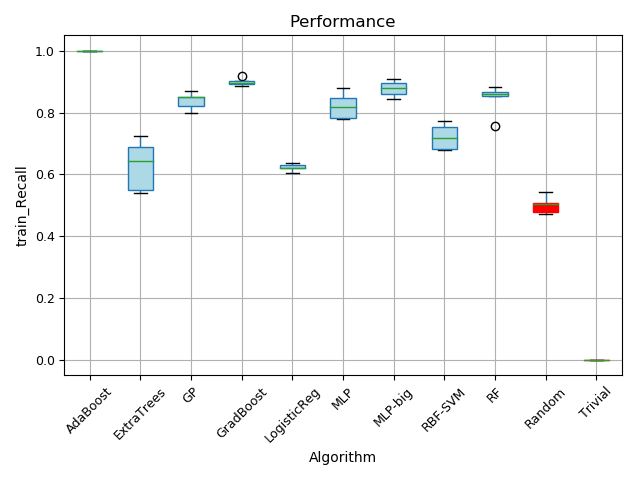 Performance
train_Recall
1.0
0.8
0.6
0.4
0.2
0.0
AdaBoost
ExtraTrees
GP
GradBoost
LogisticReg
MLP
MLP-big
RBF-SVM
RF
Random
Trivial
Algorithm